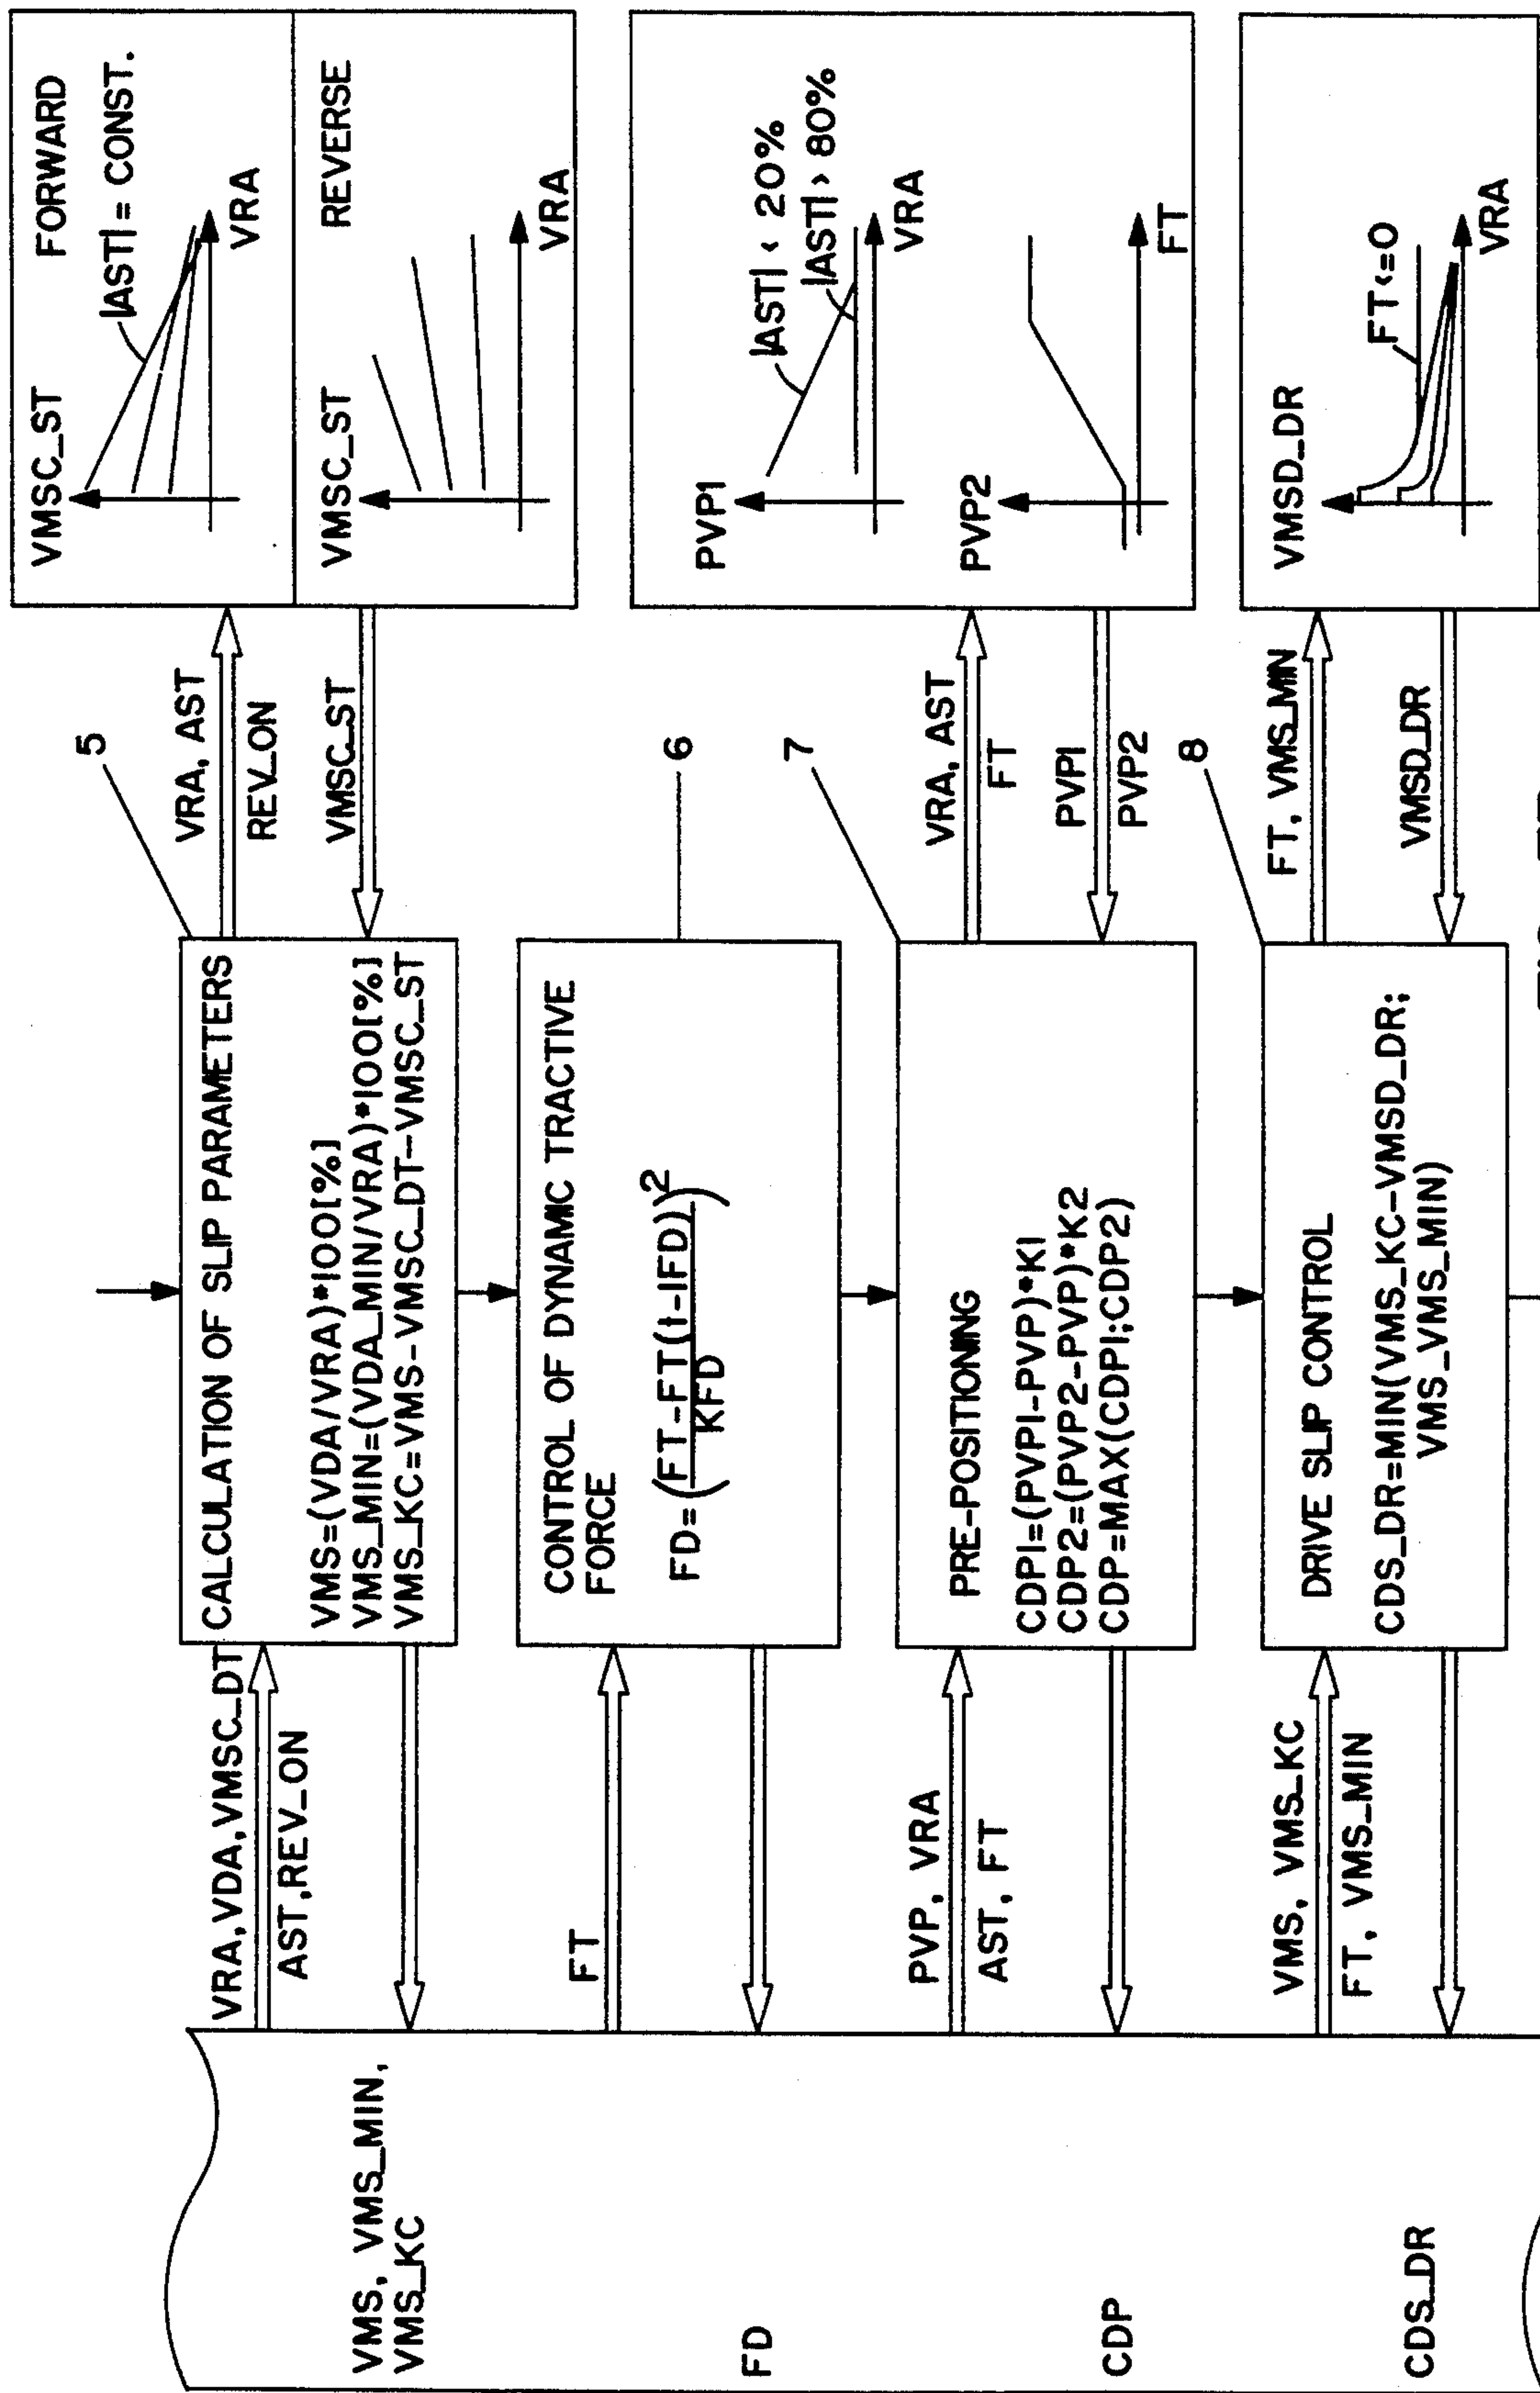 VRA, VDA, VMSC_DT
AST, REV_ON
VMS, VMS_MIN,
VMS_KC
CALCULATION OF SLIP PARAMETERS
VMS=(VDA/VRA)*100[%]
VMS_MIN=(VDA_MIN/VRA)*100[%]
VMS_KC=VMS-VMSC_DT-VMSC_ST
5
VRA, AST
REV_ON
VMSC_ST
VMSC_ST
FORWARD
|AST|= CONST.
VRA
VMSC_ST
REVERSE
VRA
FT
FD
CONTROL OF DYNAMIC TRACTIVE
FORCE
FD=((FT-FT(t-IFD))/KFD)2
6
PVP, VRA
AST, FT
CDP
PRE-POSITIONING
CDP1=(PVP1-PVP)*K1
CDP2=(PVP2-PVP)*K2
CDP=MAX(CDP1;CDP2)
7
VRA, AST
FT
PVP1
PVP2
PVP1
|AST| < 20%
|AST| > 80%
VRA
PVP2
FT
VMS, VMS_KC
FT, VMS_MIN
CDS_DR
DRIVE SLIP CONTROL
CDS_DR=MIN(VMS_KC-VMSD_DR;
VMS_VMS_MIN)
8
FT, VMS_MIN
VMSD_DR
VMSD_DR
FT<=0
VRA